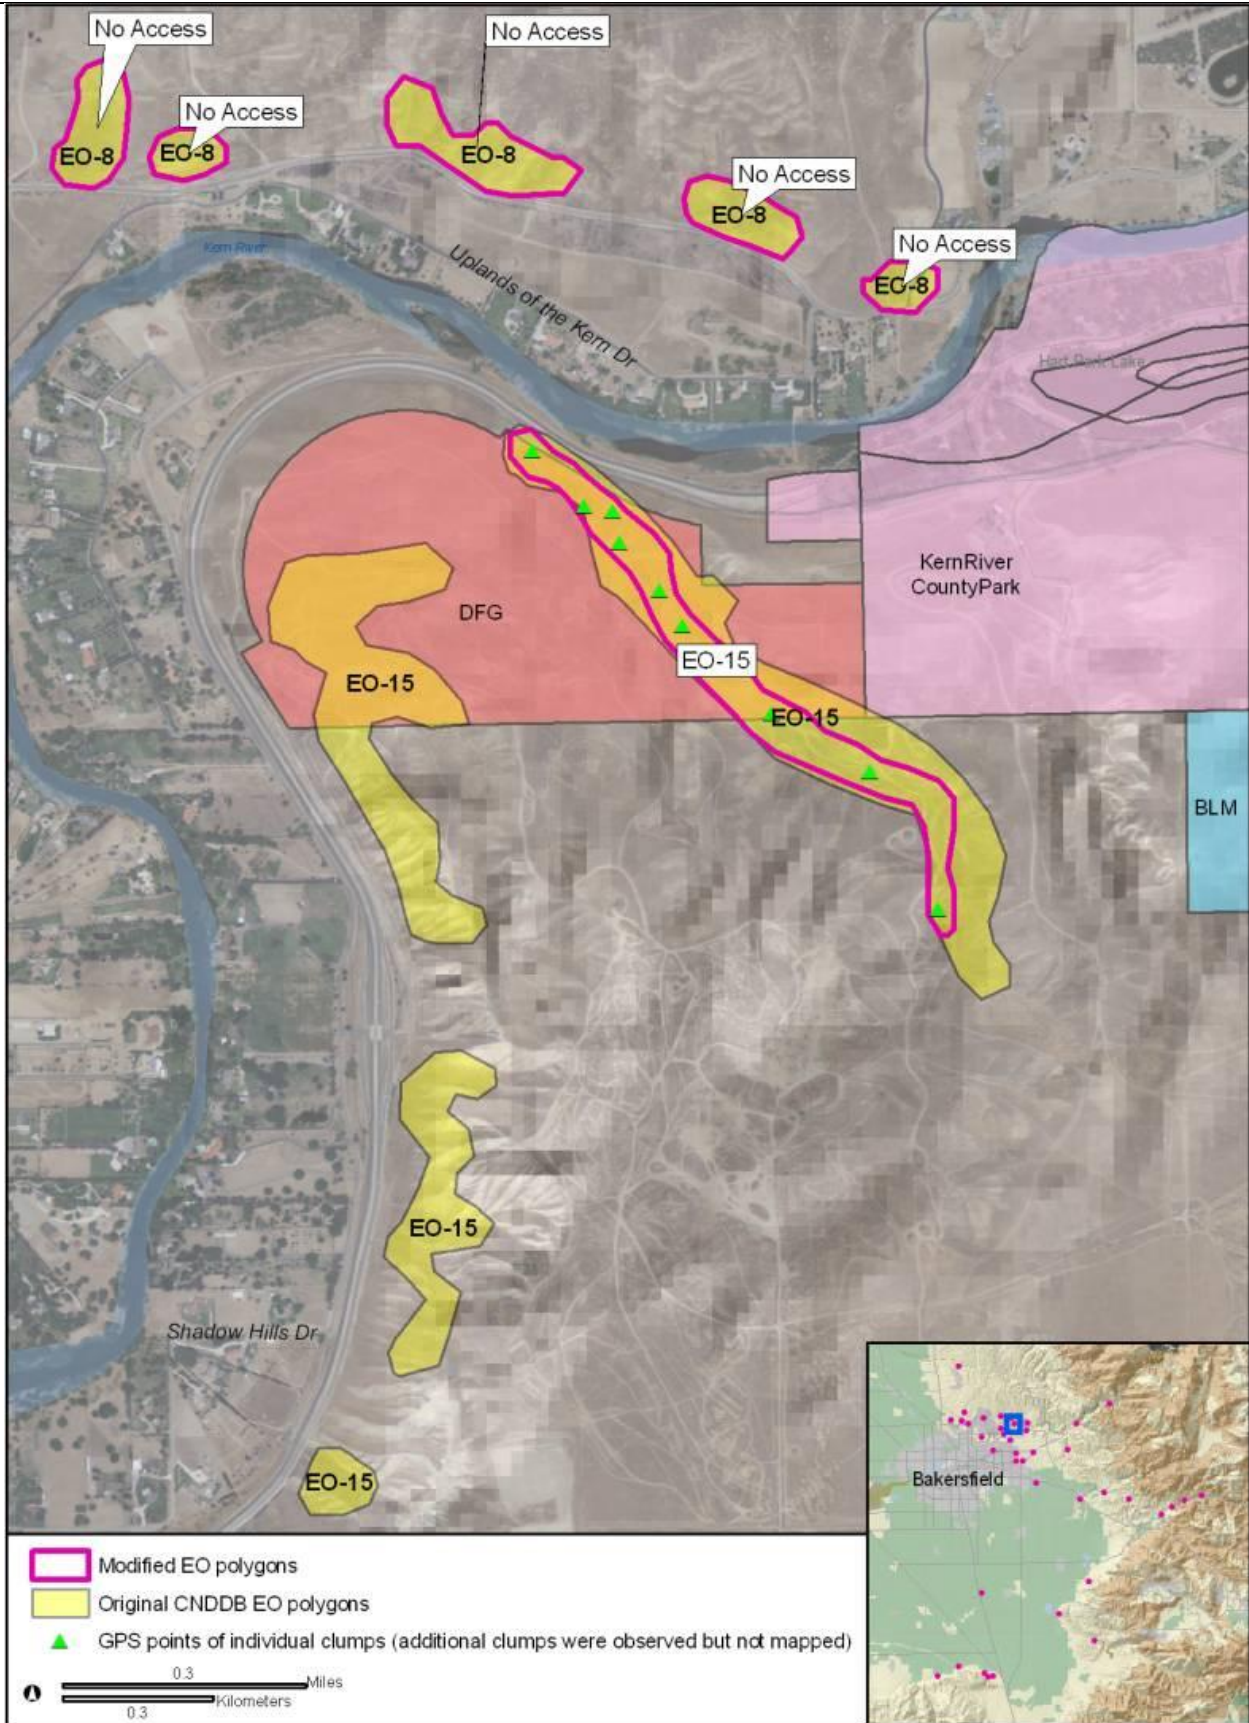 No Access
No Access
No Access
EO-8
EO-8
EO-8
No Access
EO-8
No Access
EO-8
Kern River
Uplands of the Kern Dr
Hart Park Lake
KernRiver
CountyPark
DFG
EO-15
EO-15
EO-15
BLM
EO-15
Shadow Hills Dr
EO-15
Bakersfield
Modified EO polygons
Original CNDDB EO polygons
GPS points of individual clumps (additional clumps were observed but not mapped)
0.3
Miles
Kilometers
0.3